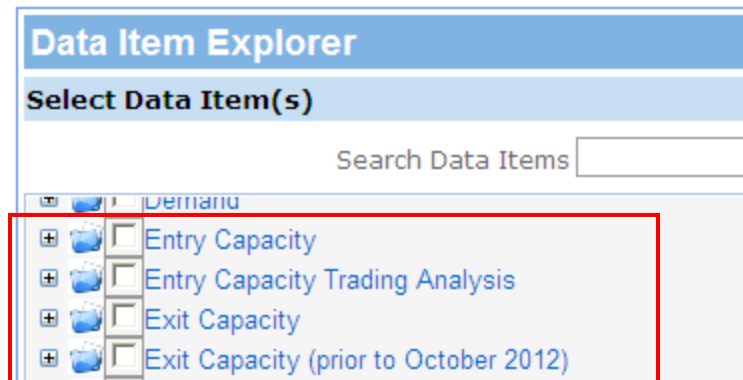 Data Item Explorer
Select Data Item(s)
Search Data Items
Demand
Entry Capacity
Entry Capacity Trading Analysis
Exit Capacity
Exit Capacity (prior to October 2012)